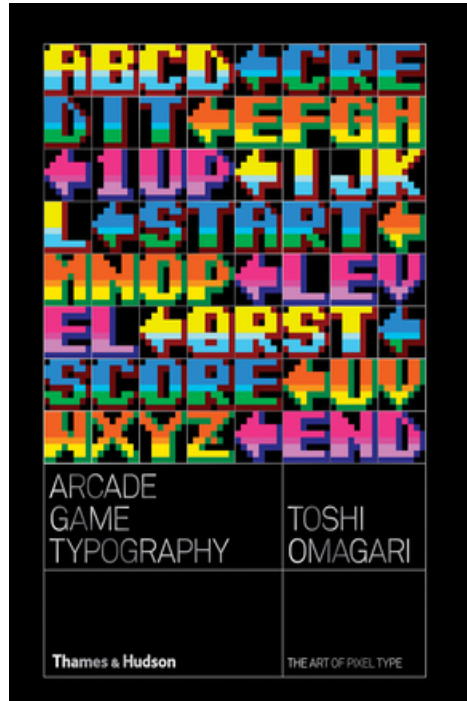 ABCD←CRE
DIT←EFGH
←1UP←IJK
L←START←
MNOP←LEV
EL←QRST←
SCORE←UV
WXYZ←END
ARCADE
GAME
TYPOGRAPHY
TOSHI
OMAGARI
Thames & Hudson
THE ART OF PIXEL TYPE